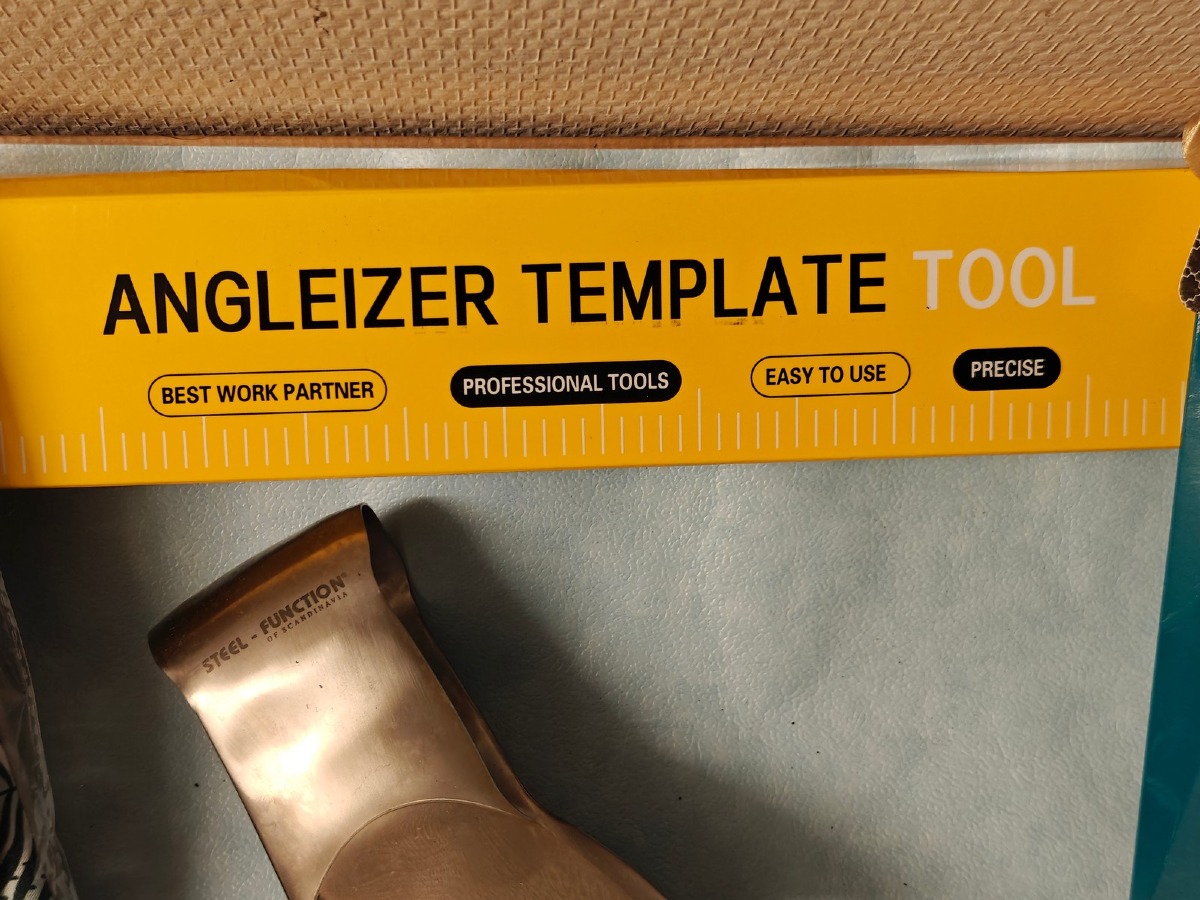 ANGLEIZER TEMPLATE TOOL
BEST WORK PARTNER PROFESSIONAL TOOLS EASY TO USE PRECISE
STEEL - FUNCTION®
OF SCANDINAVIA